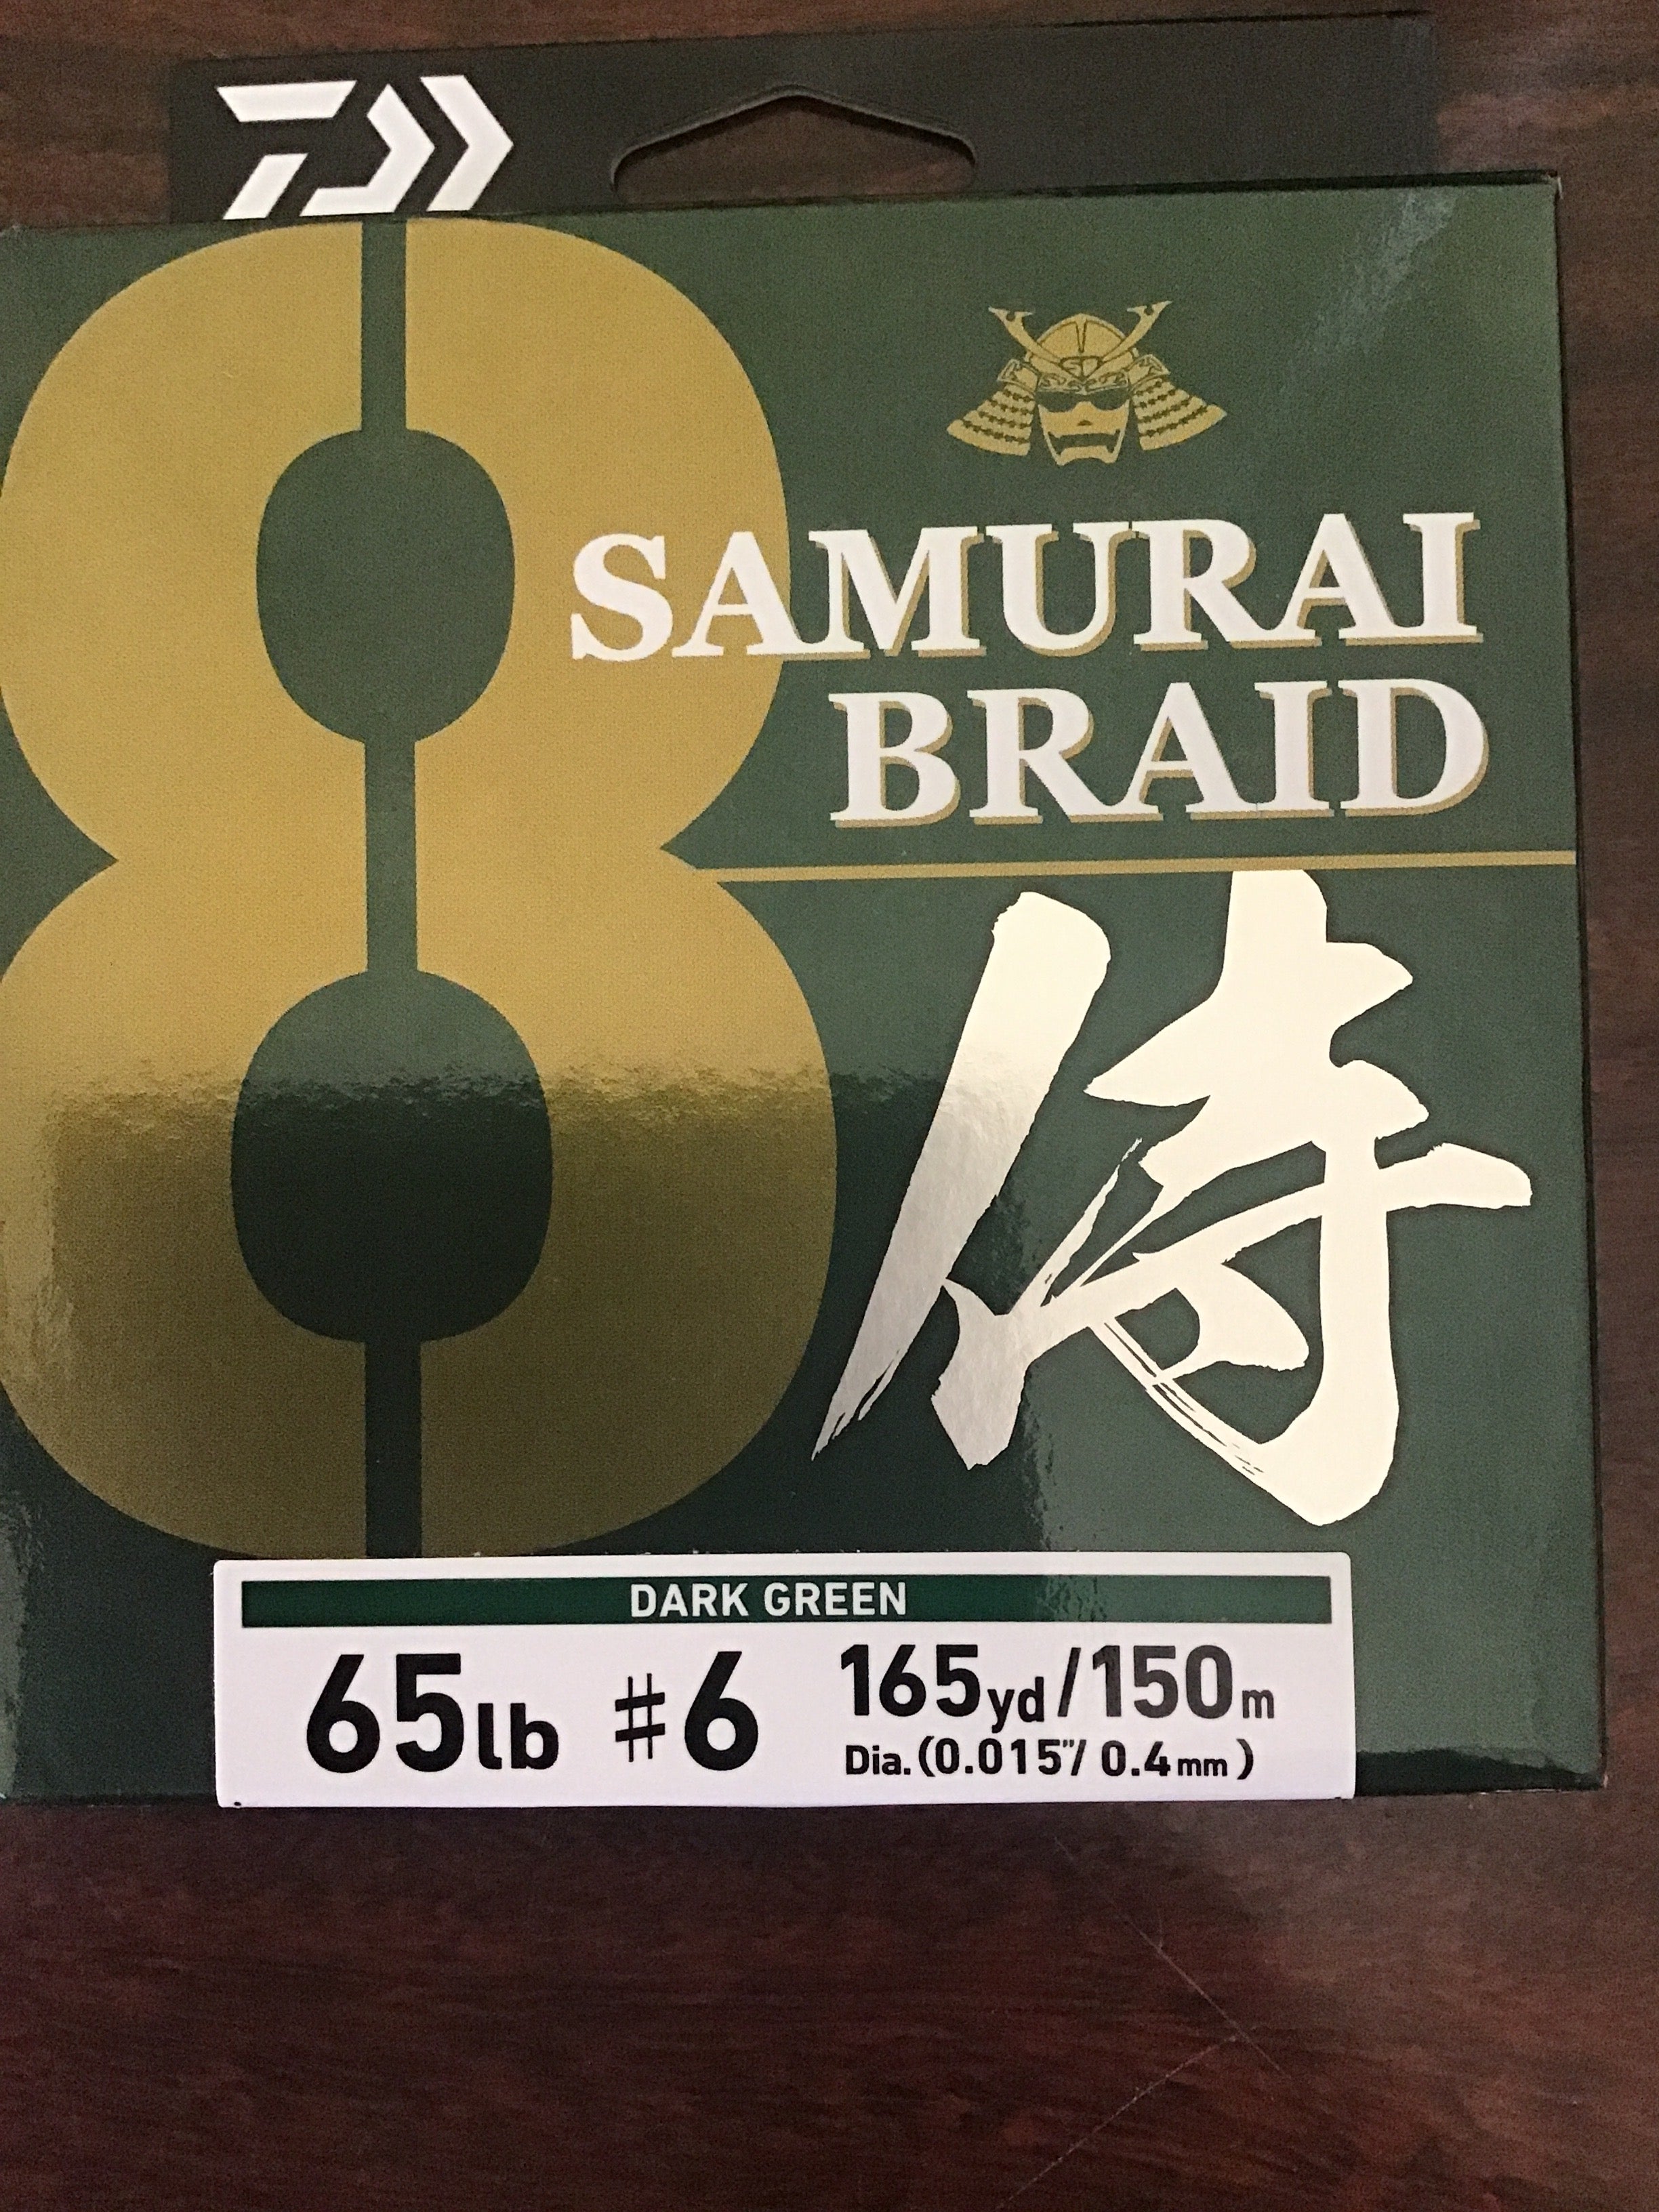 8
SAMURAI
BRAID
侍
DARK GREEN
65lb #6 165yd/150m
Dia.(0.015"/ 0.4mm)